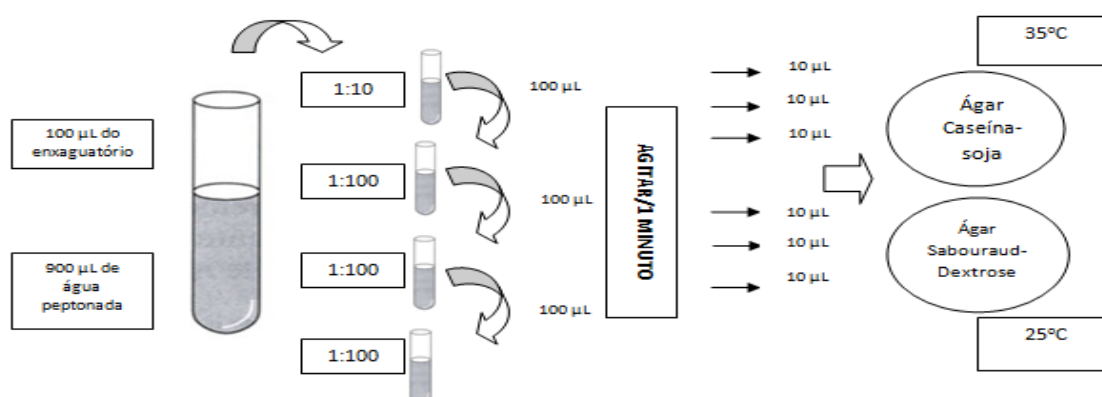 100 µL do
enxaguatório
900 µL de
água
peptonada
1:10
1:100
1:100
1:100
100 µL
100 µL
100 µL
AGITAR/1 MINUTO
10 µL
10 µL
10 µL
10 µL
10 µL
10 µL
35°C
Ágar
Caseína-
soja
Ágar
Sabouraud-
Dextrose
25°C